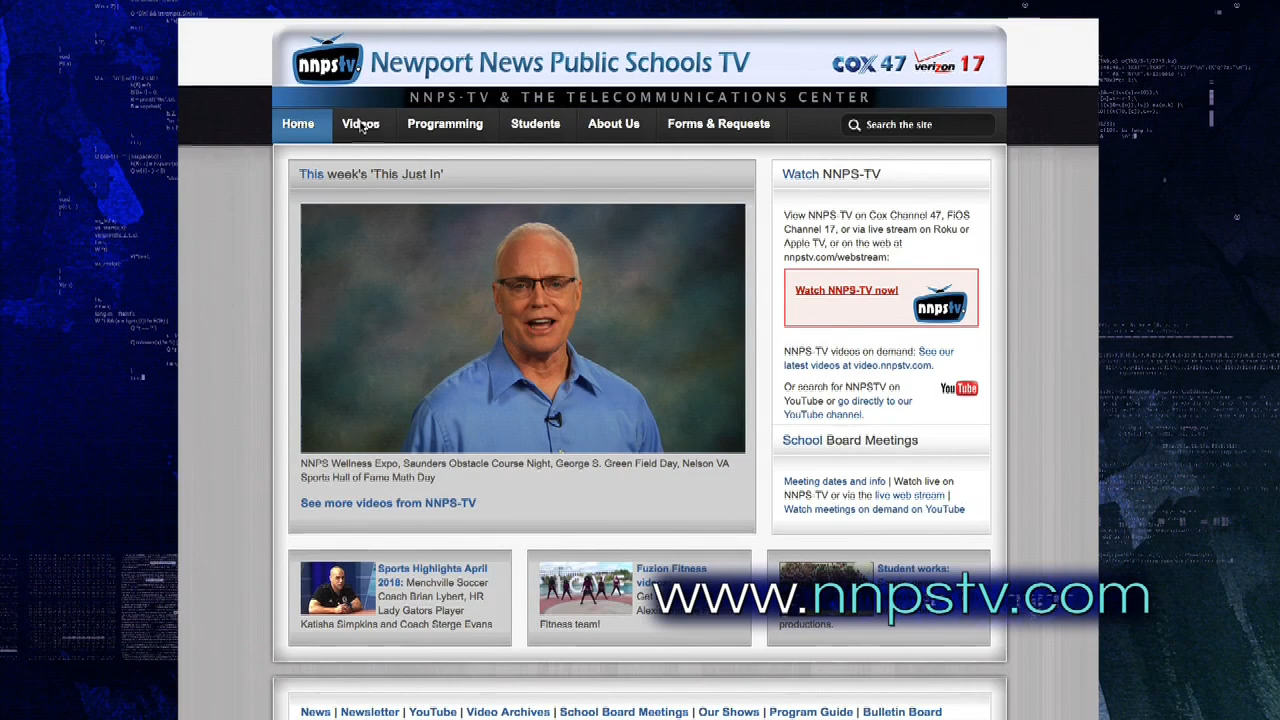 nnpstv.
Newport News Public Schools TV
COX 47 verizon 17
NNPS-TV & THE TELECOMMUNICATIONS CENTER
Home Videos Programming Students About Us Forms & Requests Search the site
This week's 'This Just In'
NNPS Wellness Expo, Saunders Obstacle Course Night, George S. Green Field Day, Nelson VA
Sports Hall of Fame Math Day
See more videos from NNPS-TV
Watch NNPS-TV
View NNPS-TV on Cox Channel 47, FiOS
Channel 17, or via live stream on Roku or
Apple TV, or on the web at
nnpstv.com/webstream:
Watch NNPS-TV now!
nnpstv.
NNPS-TV videos on demand: See our
latest videos at video.nnpstv.com.
Or search for NNPSTV on
YouTube or go directly to our
YouTube channel.
YouTube
School Board Meetings
Meeting dates and info | Watch live on
NNPS-TV or via the live web stream |
Watch meetings on demand on YouTube
Sports Highlights April
2018: Menchville Soccer
Coach Brian Lybert, HR
Lady Gators Player
Katisha Simpkins and Coach Sterge Evans
Fuzion Fitness
Get
Fitness team!
Student works:
productions.
www.nnpstv.com
News | Newsletter | YouTube | Video Archives | School Board Meetings | Our Shows | Program Guide | Bulletin Board